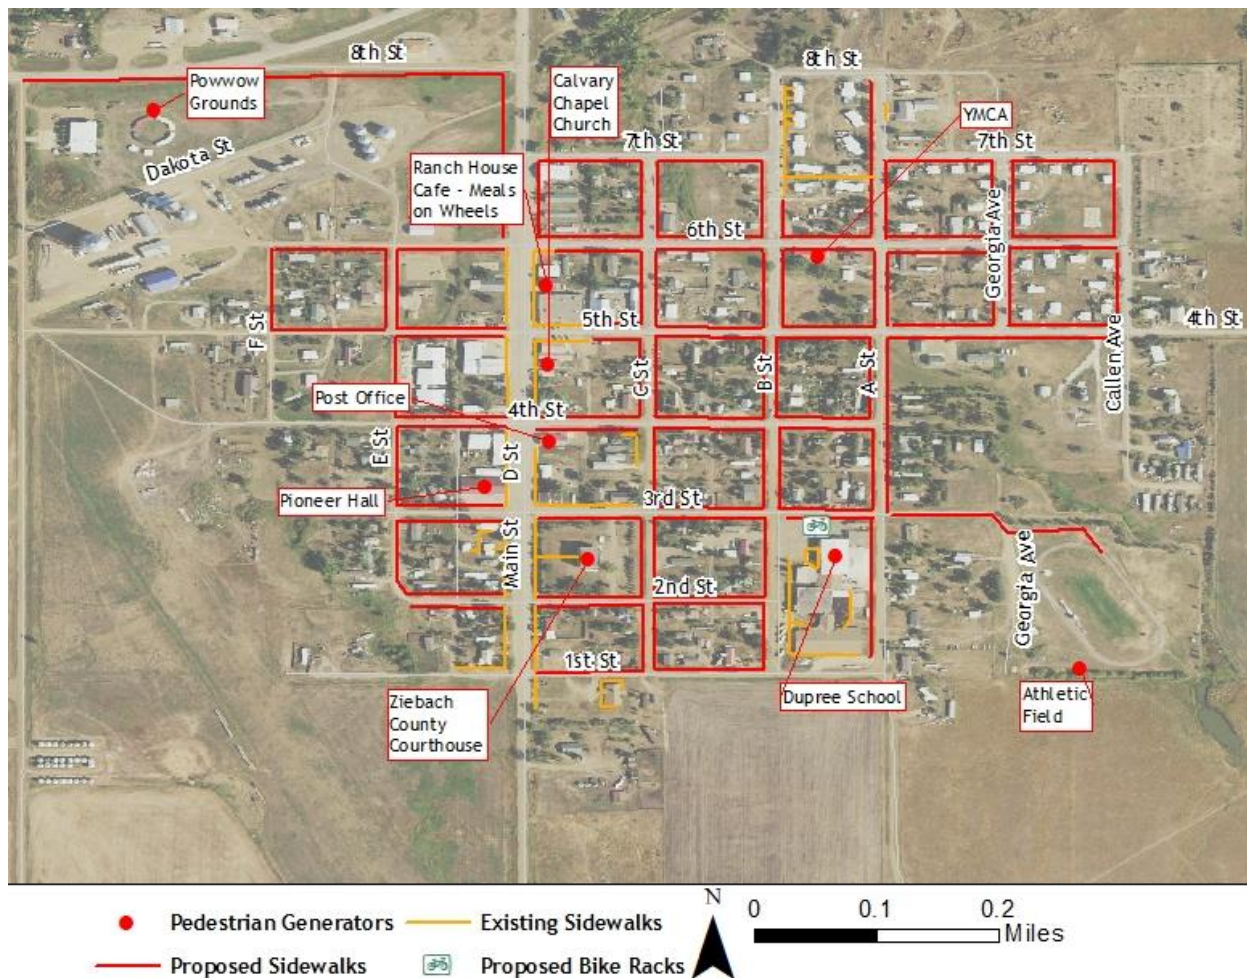 8th St
8th St
Powwow
Grounds
Calvary
Chapel
Church
YMCA
7th St
7th St
Dakota St
Ranch House
Cafe - Meals
on Wheels
6th St
Georgia Ave
F St
5th St
4th St
C St
B St
A St
Callen Ave
Post Office
4th St
E St
D St
Pioneer Hall
3rd St
Main St
2nd St
Georgia Ave
1st St
Ziebach
County
Courthouse
Dupree School
Athletic
Field
N
0 0.1 0.2
Miles
Pedestrian Generators
Existing Sidewalks
Proposed Sidewalks
Proposed Bike Racks